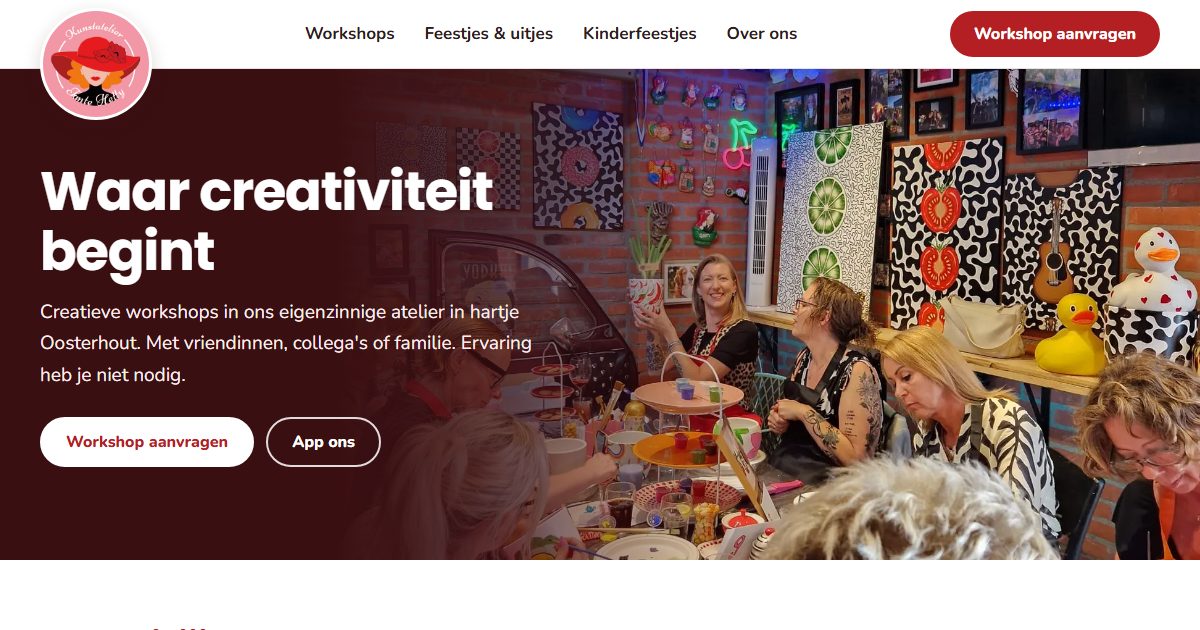 Kunstatelier
Tante Hetty
Workshops
Feestjes & uitjes
Kinderfeestjes
Over ons
Workshop aanvragen
Waar creativiteit
begint
Creatieve workshops in ons eigenzinnige atelier in hartje
Oosterhout. Met vriendinnen, collega's of familie. Ervaring
heb je niet nodig.
Workshop aanvragen
App ons